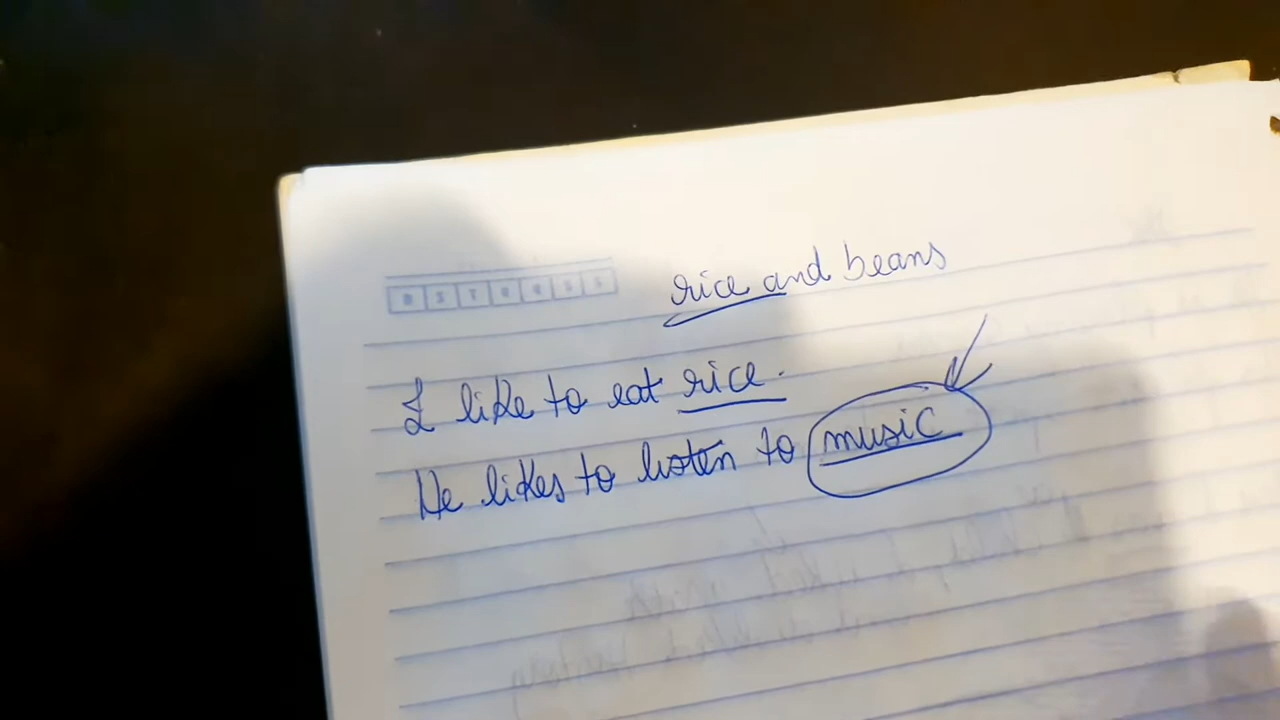 rice and beans
I like to eat rice.
He likes to listen to music